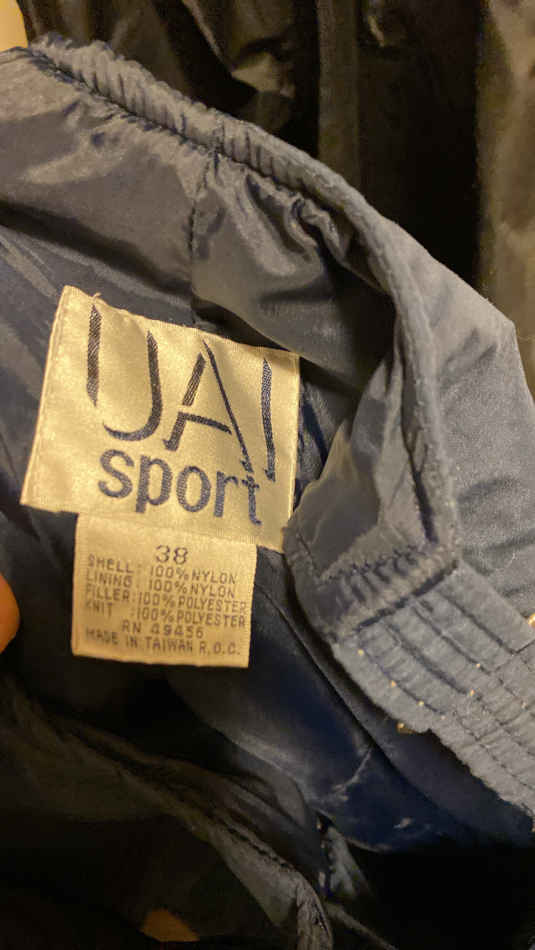 UAI
sport
38
SHELL: 100% NYLON
LINING: 100% NYLON
FILLER: 100% POLYESTER
KNIT : 100% POLYESTER
RN 49456
MADE IN TAIWAN R.O.C.